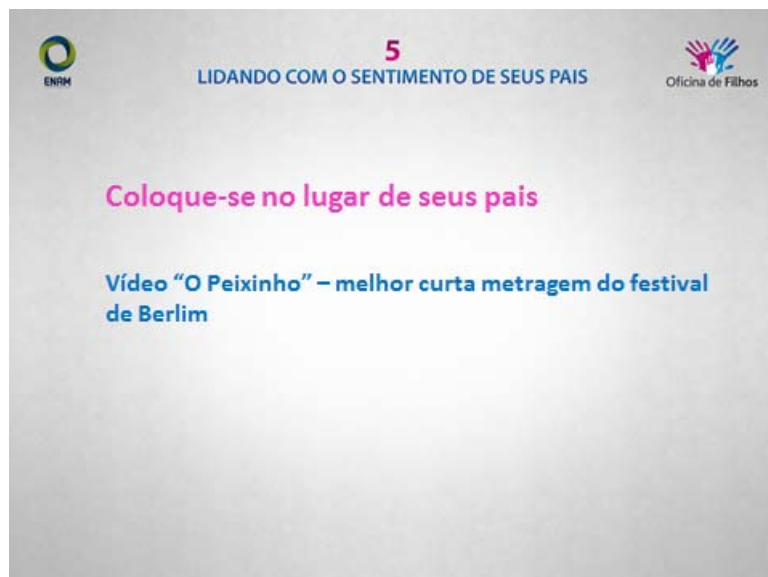 5
ENAM
LIDANDO COM O SENTIMENTO DE SEUS PAIS
Oficina de Filhos
Coloque-se no lugar de seus pais
Vídeo “O Peixinho” – melhor curta metragem do festival
de Berlim